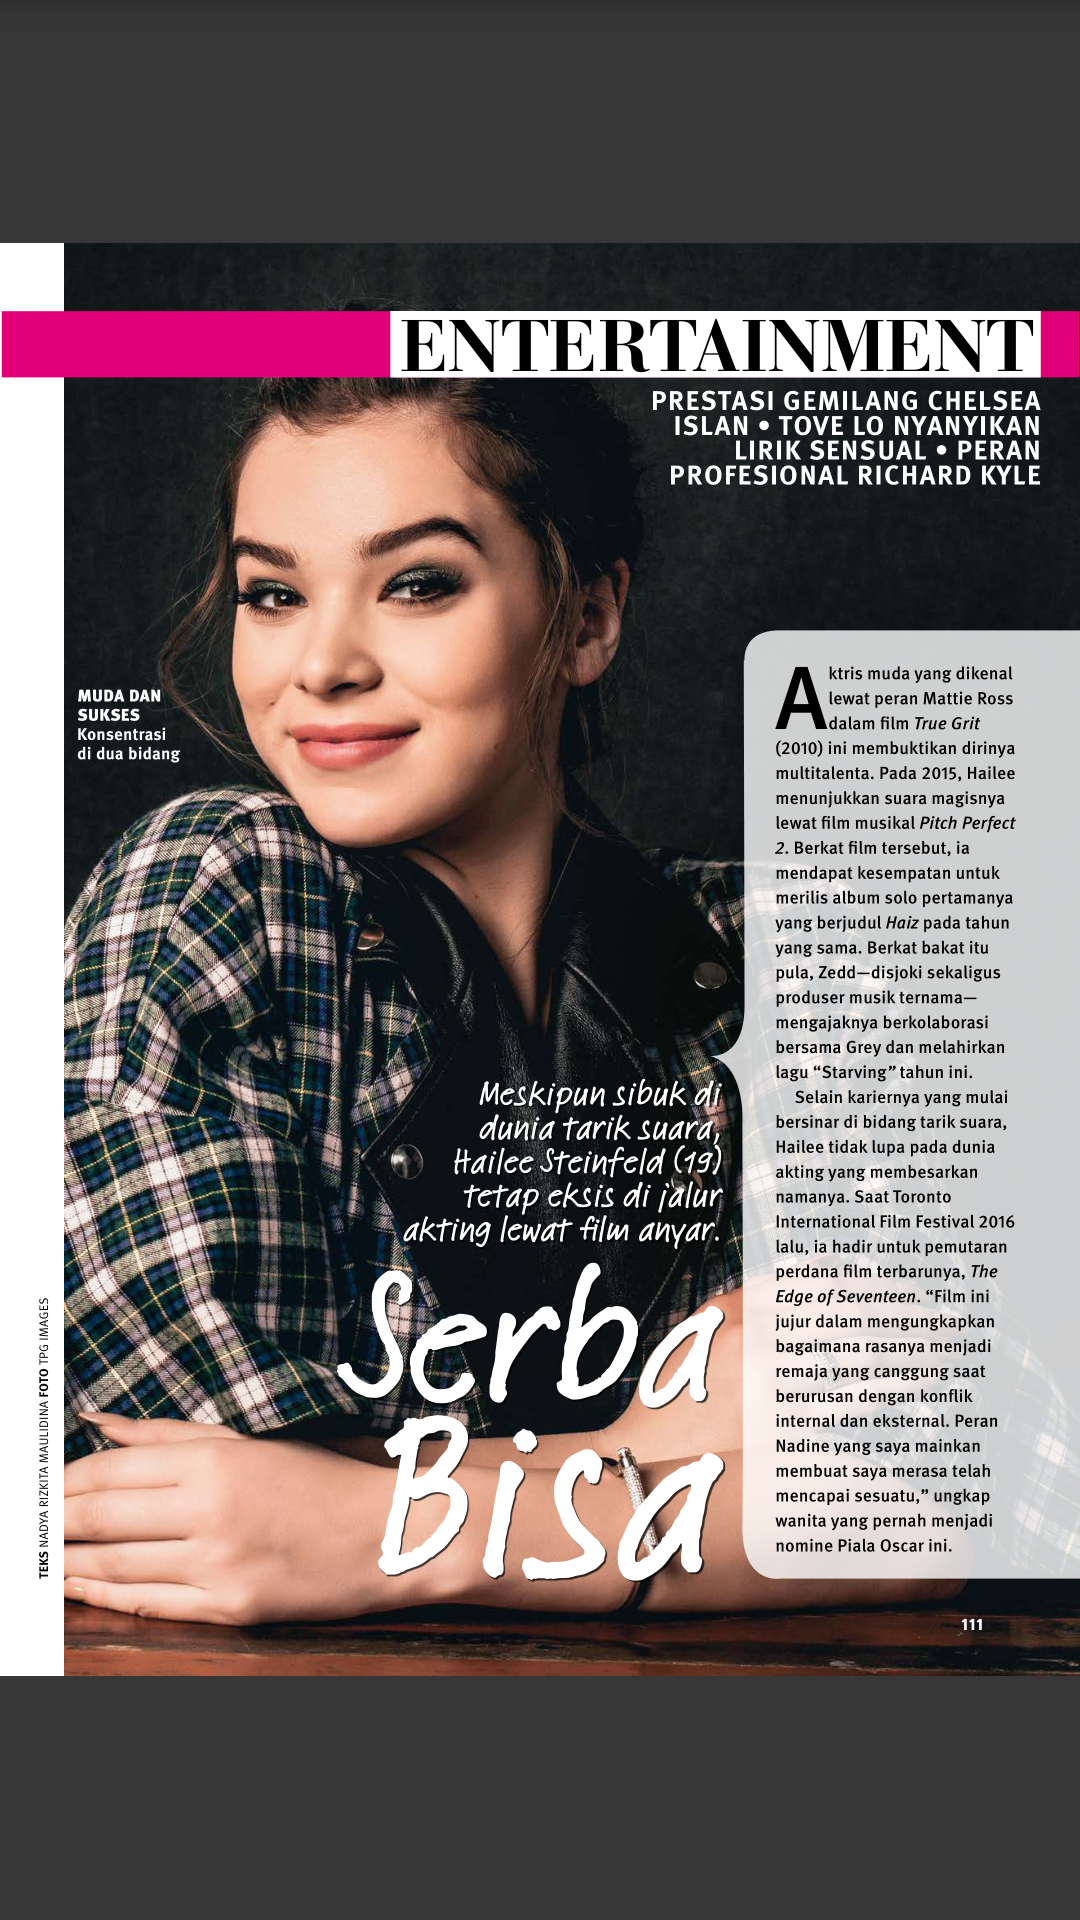 ENTERTAINMENT
PRESTASI GEMILANG CHELSEA
ISLAN • TOVE LO NYANYIKAN
LIRIK SENSUAL • PERAN
PROFESIONAL RICHARD KYLE
MUDA DAN
SUKSES
Konsentrasi
di dua bidang
Meskipun sibuk di
dunia tarik suara,
Hailee Steinfeld (19)
tetap eksis di jalur
akting lewat film anyar.
Serba
Bisa
Aktris muda yang dikenal
lewat peran Mattie Ross
dalam film True Grit
(2010) ini membuktikan dirinya
multitalenta. Pada 2015, Hailee
menunjukkan suara magisnya
lewat film musikal Pitch Perfect
2. Berkat film tersebut, ia
mendapat kesempatan untuk
merilis album solo pertamanya
yang berjudul Haiz pada tahun
yang sama. Berkat bakat itu
pula, Zedd—disjoki sekaligus
produser musik ternama—
mengajaknya berkolaborasi
bersama Grey dan melahirkan
lagu “Starving” tahun ini.
Selain kariernya yang mulai
bersinar di bidang tarik suara,
Hailee tidak lupa pada dunia
akting yang membesarkan
namanya. Saat Toronto
International Film Festival 2016
lalu, ia hadir untuk pemutaran
perdana film terbarunya, The
Edge of Seventeen. “Film ini
jujur dalam mengungkapkan
bagaimana rasanya menjadi
remaja yang canggung saat
berurusan dengan konflik
internal dan eksternal. Peran
Nadine yang saya mainkan
membuat saya merasa telah
mencapai sesuatu,” ungkap
wanita yang pernah menjadi
nomine Piala Oscar ini.
TEKS NADYA RIZKITA MAULIDINA FOTO TPG IMAGES
111